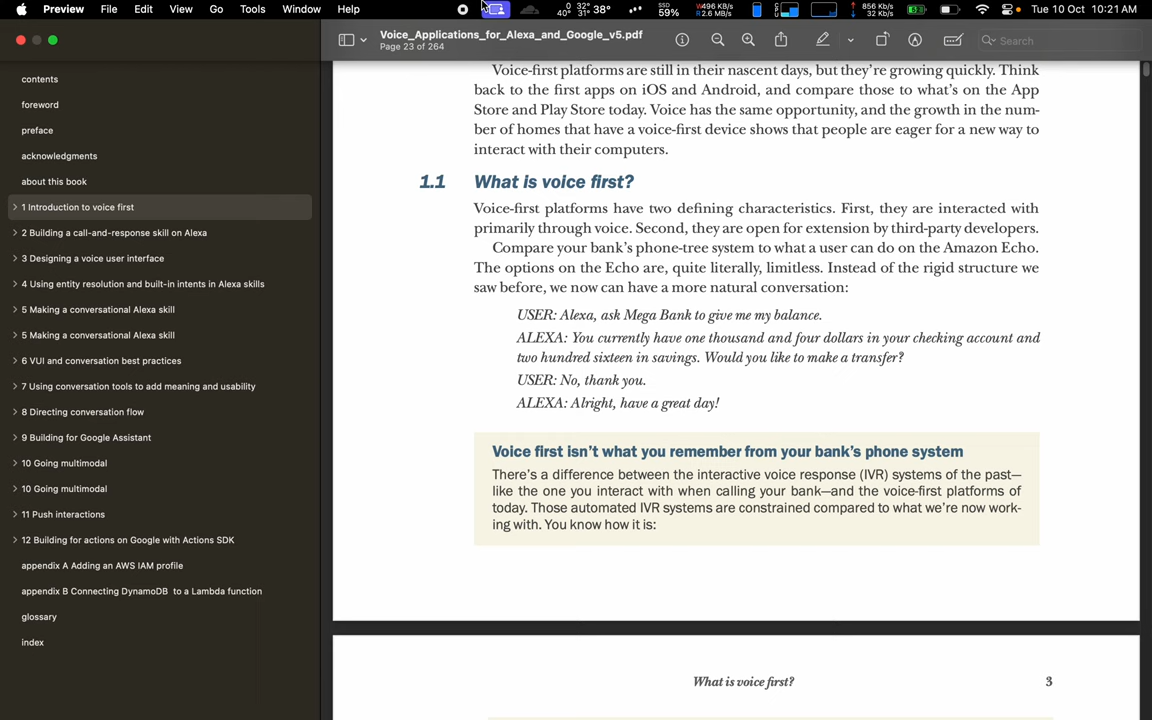 Preview File Edit View Go Tools Window Help
0 40° 32° 31° 38° SSD 59% W496 KB/s R2.6 MB/s 856 Kb/s 32 Kb/s Tue 10 Oct 10:21 AM
Voice_Applications_for_Alexa_and_Google_v5.pdf
Page 23 of 264
Search
contents
foreword
preface
acknowledgments
about this book
1 Introduction to voice first
2 Building a call-and-response skill on Alexa
3 Designing a voice user interface
4 Using entity resolution and built-in intents in Alexa skills
5 Making a conversational Alexa skill
5 Making a conversational Alexa skill
6 VUI and conversation best practices
7 Using conversation tools to add meaning and usability
8 Directing conversation flow
9 Building for Google Assistant
10 Going multimodal
10 Going multimodal
11 Push interactions
12 Building for actions on Google with Actions SDK
appendix A Adding an AWS IAM profile
appendix B Connecting DynamoDB to a Lambda function
glossary
index
Voice-first platforms are still in their nascent days, but they're growing quickly. Think
back to the first apps on iOS and Android, and compare those to what's on the App
Store and Play Store today. Voice has the same opportunity, and the growth in the num-
ber of homes that have a voice-first device shows that people are eager for a new way to
interact with their computers.
1.1 What is voice first?
Voice-first platforms have two defining characteristics. First, they are interacted with
primarily through voice. Second, they are open for extension by third-party developers.
Compare your bank's phone-tree system to what a user can do on the Amazon Echo.
The options on the Echo are, quite literally, limitless. Instead of the rigid structure we
saw before, we now can have a more natural conversation:
USER: Alexa, ask Mega Bank to give me my balance.
ALEXA: You currently have one thousand and four dollars in your checking account and
two hundred sixteen in savings. Would you like to make a transfer?
USER: No, thank you.
ALEXA: Alright, have a great day!
Voice first isn't what you remember from your bank's phone system
There's a difference between the interactive voice response (IVR) systems of the past—
like the one you interact with when calling your bank—and the voice-first platforms of
today. Those automated IVR systems are constrained compared to what we're now work-
ing with. You know how it is:
What is voice first? 3